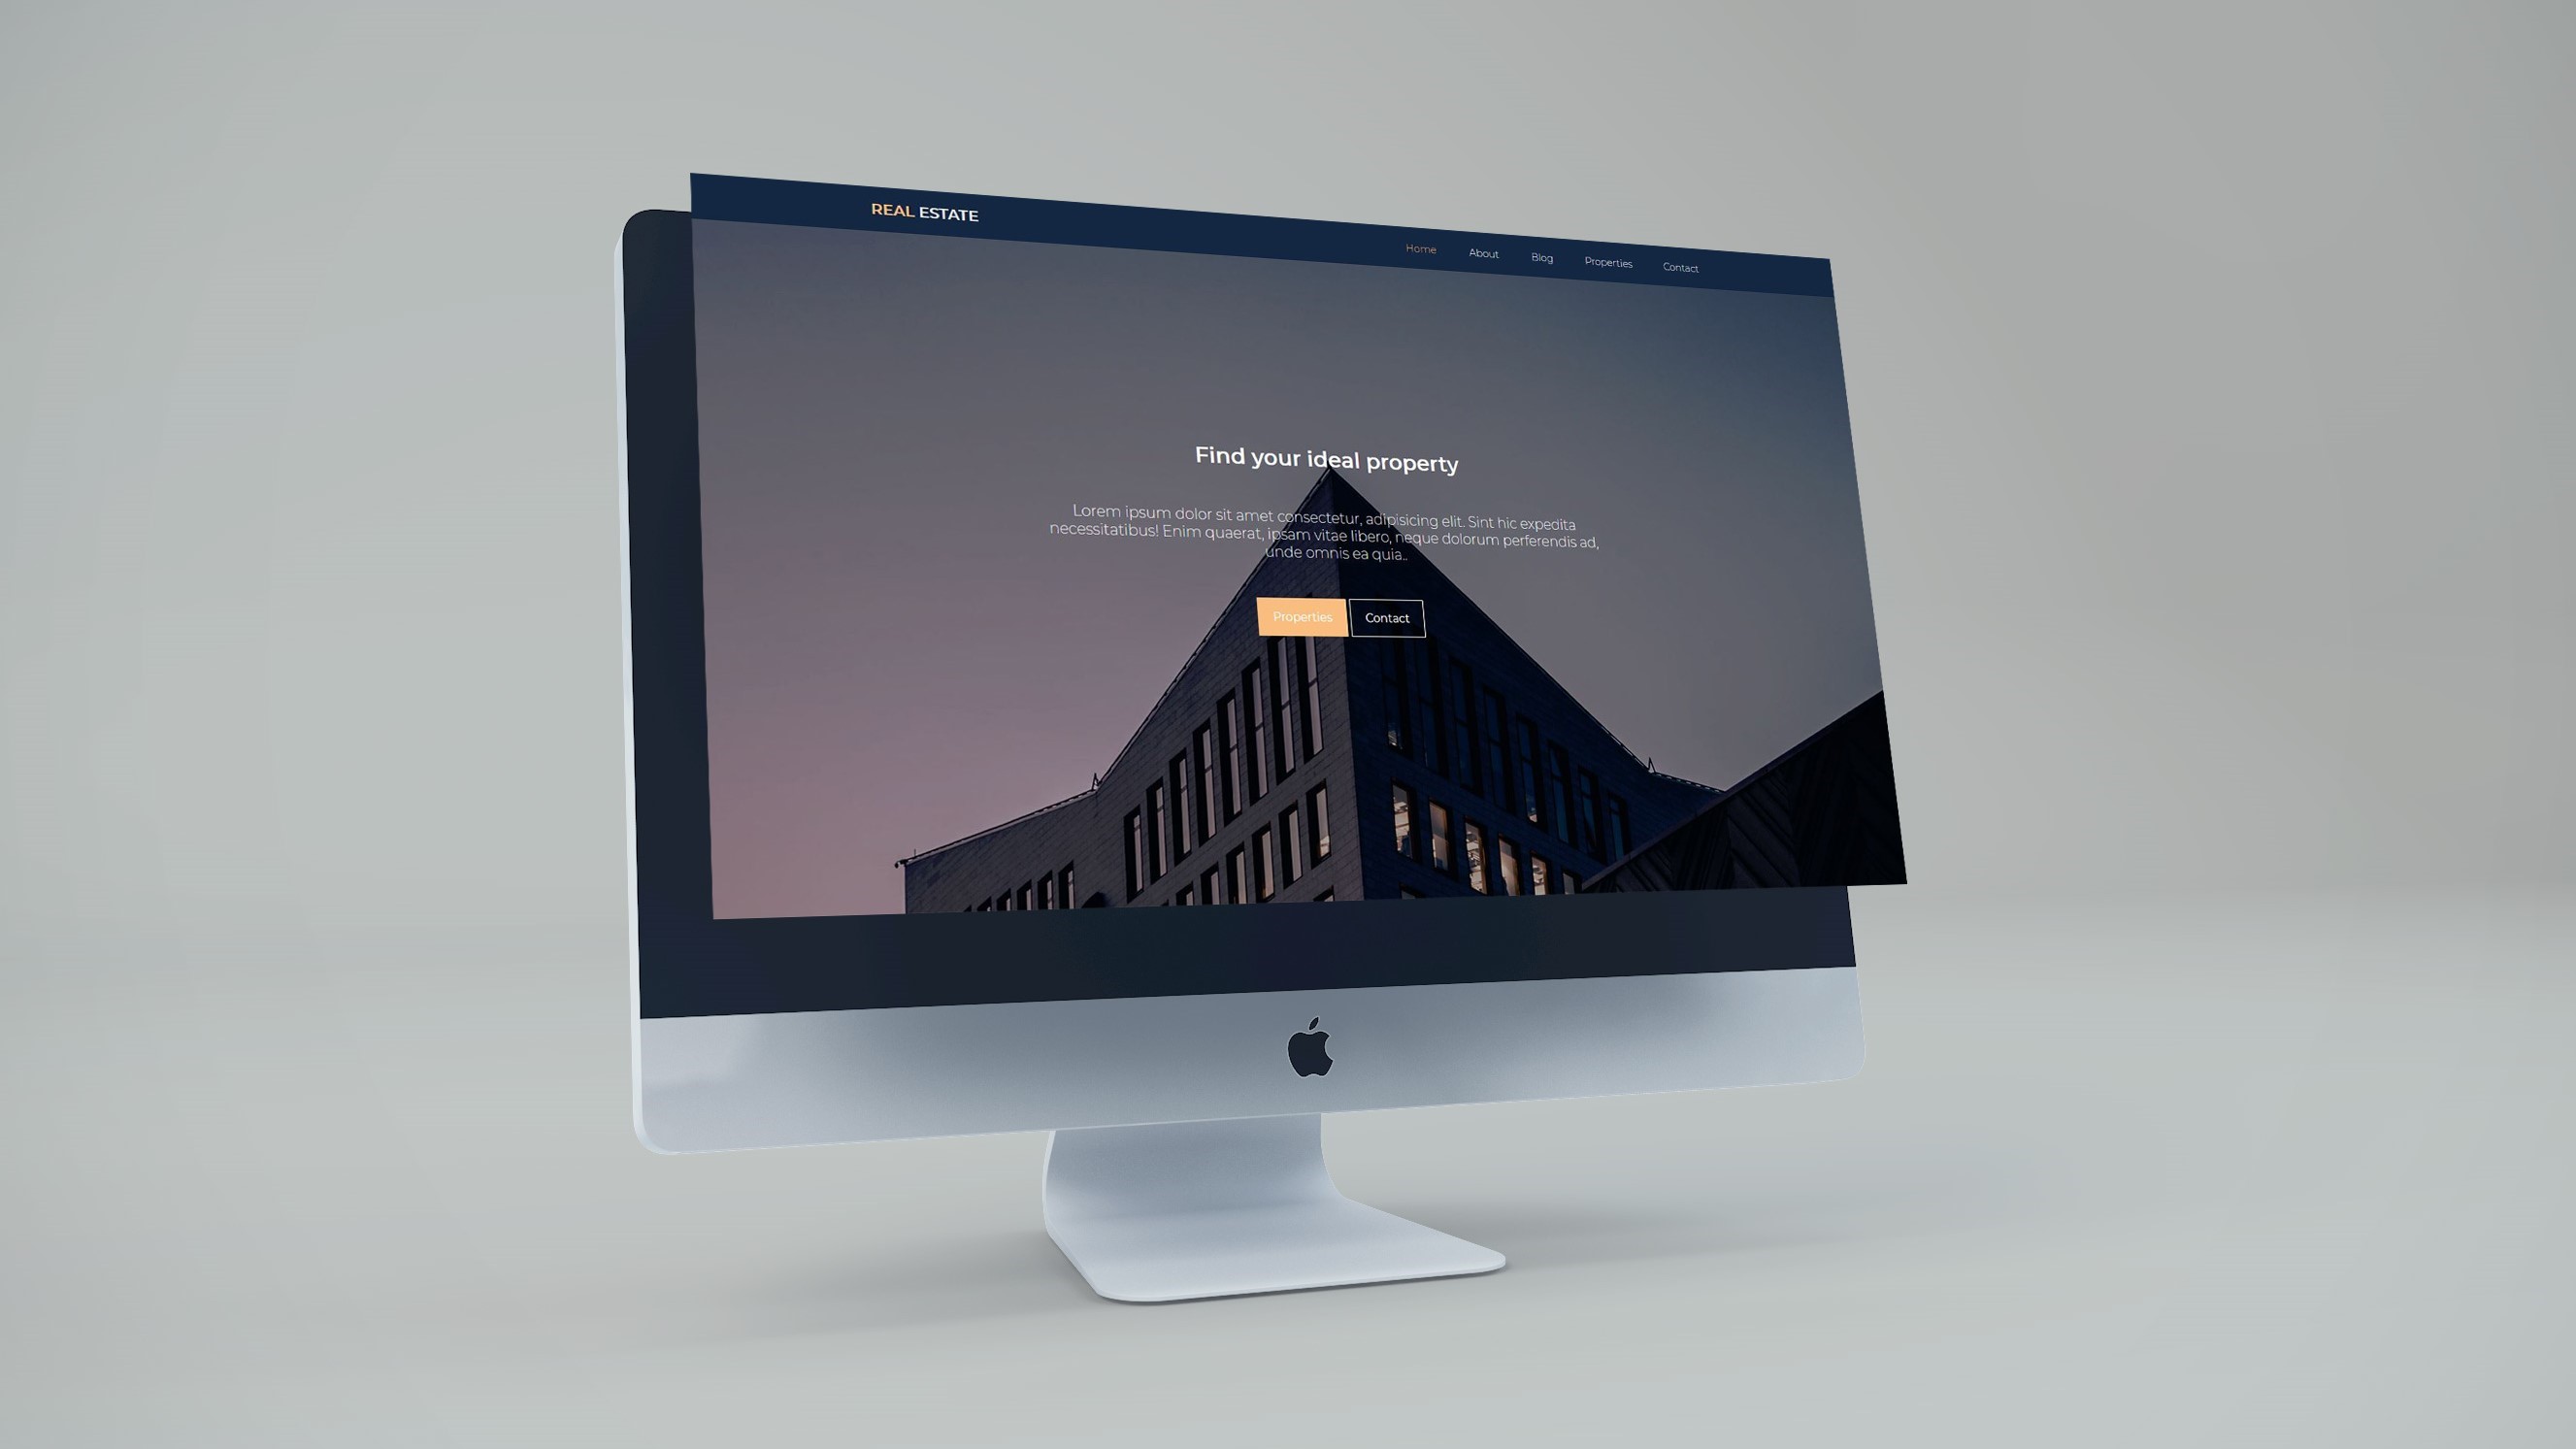 REAL ESTATE
Home About Blog Properties Contact
Find your ideal property
Lorem ipsum dolor sit amet consectetur, adipisicing elit. Sint hic expedita
necessitatibus! Enim quaerat, ipsam vitae libero, neque dolorum perferendis ad,
unde omnis ea quia..
Properties Contact